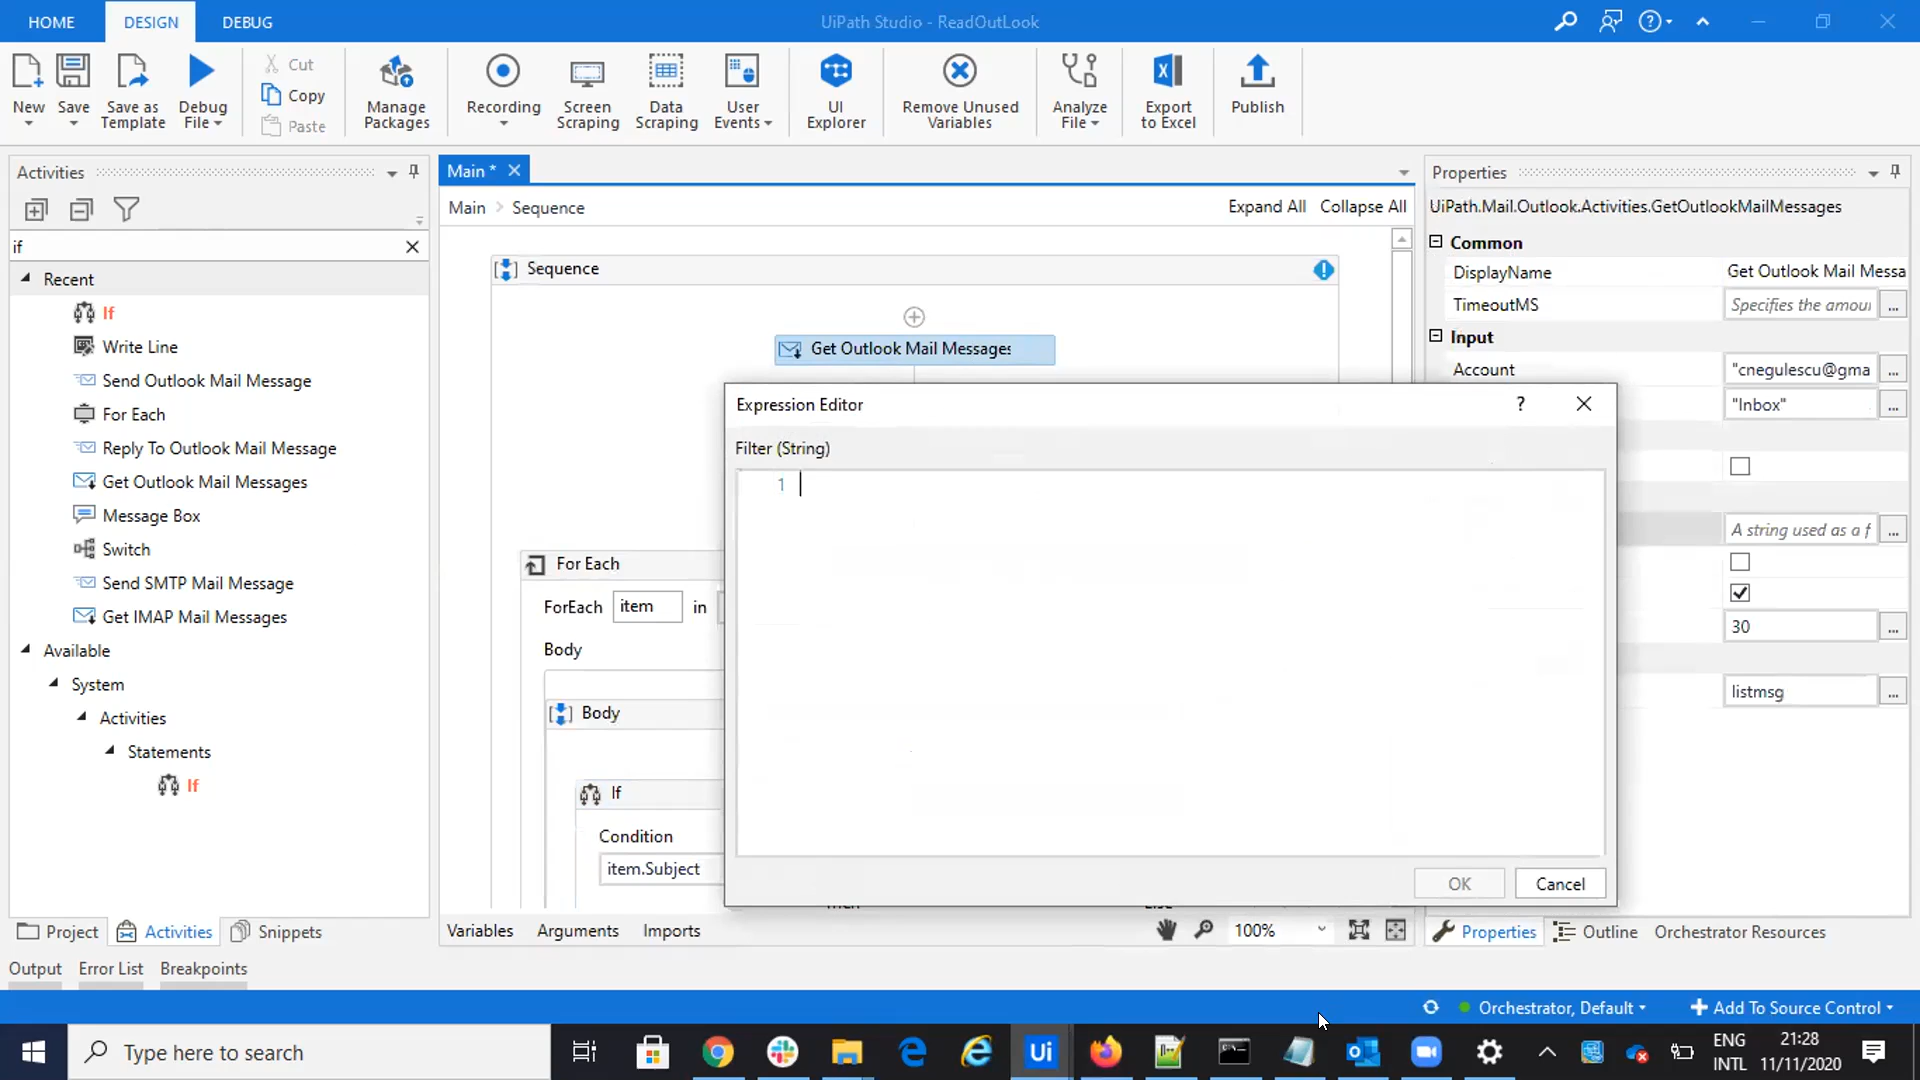 HOME DESIGN DEBUG UiPath Studio - ReadOutLook
New Save Save as Template Debug File Cut Copy Paste Manage Packages Recording Screen Scraping Data Scraping User Events UI Explorer Remove Unused Variables Analyze File Export to Excel Publish
Activities
if
Recent
If
Write Line
Send Outlook Mail Message
For Each
Reply To Outlook Mail Message
Get Outlook Mail Messages
Message Box
Switch
Send SMTP Mail Message
Get IMAP Mail Messages
Available
System
Activities
Statements
If
Project Activities Snippets
Main *
Main > Sequence Expand All Collapse All
Sequence
Get Outlook Mail Messages
For Each
ForEach item in
Body
Body
If
Condition
item.Subject
Expression Editor ?
Filter (String)
1
OK Cancel
Variables Arguments Imports 100%
Properties
UiPath.Mail.Outlook.Activities.GetOutlookMailMessages
Common
DisplayName Get Outlook Mail Messa
TimeoutMS Specifies the amour ...
Input
Account "cnegulescu@gma ...
"Inbox" ...
A string used as a f ...
30 ...
listmsg ...
Properties Outline Orchestrator Resources
Output Error List Breakpoints
Orchestrator, Default Add To Source Control
Type here to search Ui ENG 21:28
INTL 11/11/2020